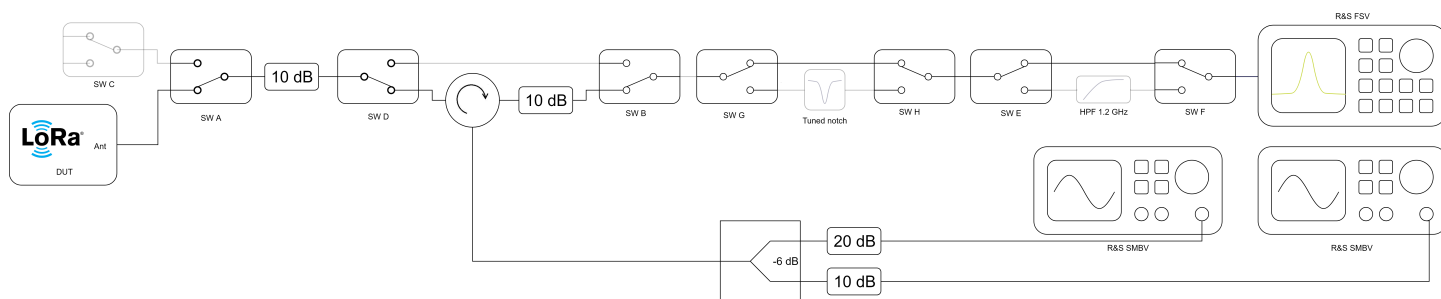 R&S FSV
SW C
10 dB
10 dB
SW A
SW D
SW B
SW G
Tuned notch
SW H
SW E
HPF 1.2 GHz
SW F
LoRa®
Ant
DUT
-6 dB
20 dB
10 dB
R&S SMBV
R&S SMBV